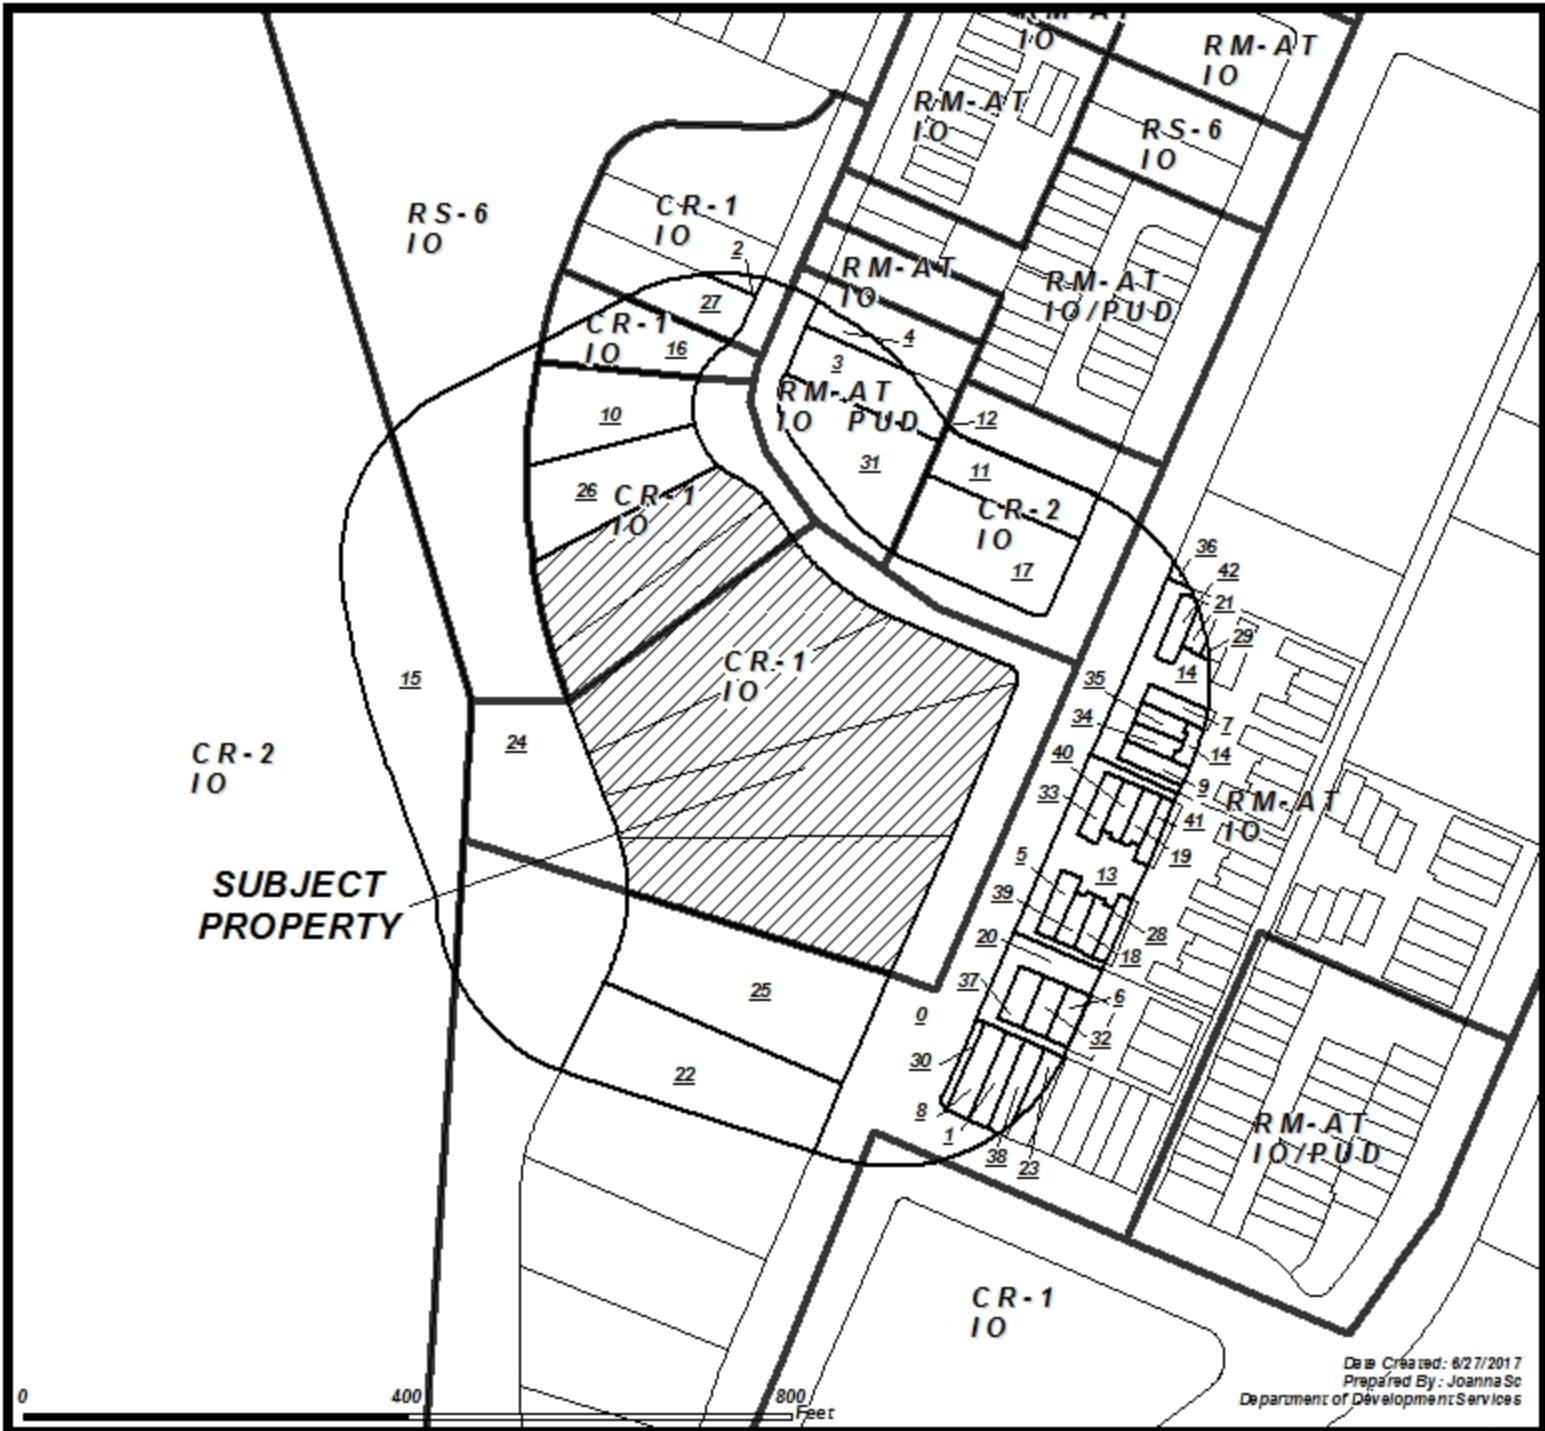 RM-AT
IO
RM-AT
IO
RM-AT
IO
RS-6
IO
RS-6
IO
CR-1
IO
2
RM-AT
IO
RM-AT
IO/PUD
27
CR-1
IO
16
4
3
RM-AT
IO PUD
10
12
31
11
26
CR-1
IO
CR-2
IO
17
36
42
21
29
14
15
CR-1
IO
35
34
7
14
24
CR-2
IO
40
9
33
RM-AT
IO
41
19
5
13
39
SUBJECT
PROPERTY
28
20
18
37
6
25
0
32
30
22
8
1
38
23
RM-AT
IO/PUD
CR-1
IO
Date Created: 6/27/2017
Prepared By: JoannaSc
Department of Development Services
0 400 800
Feet